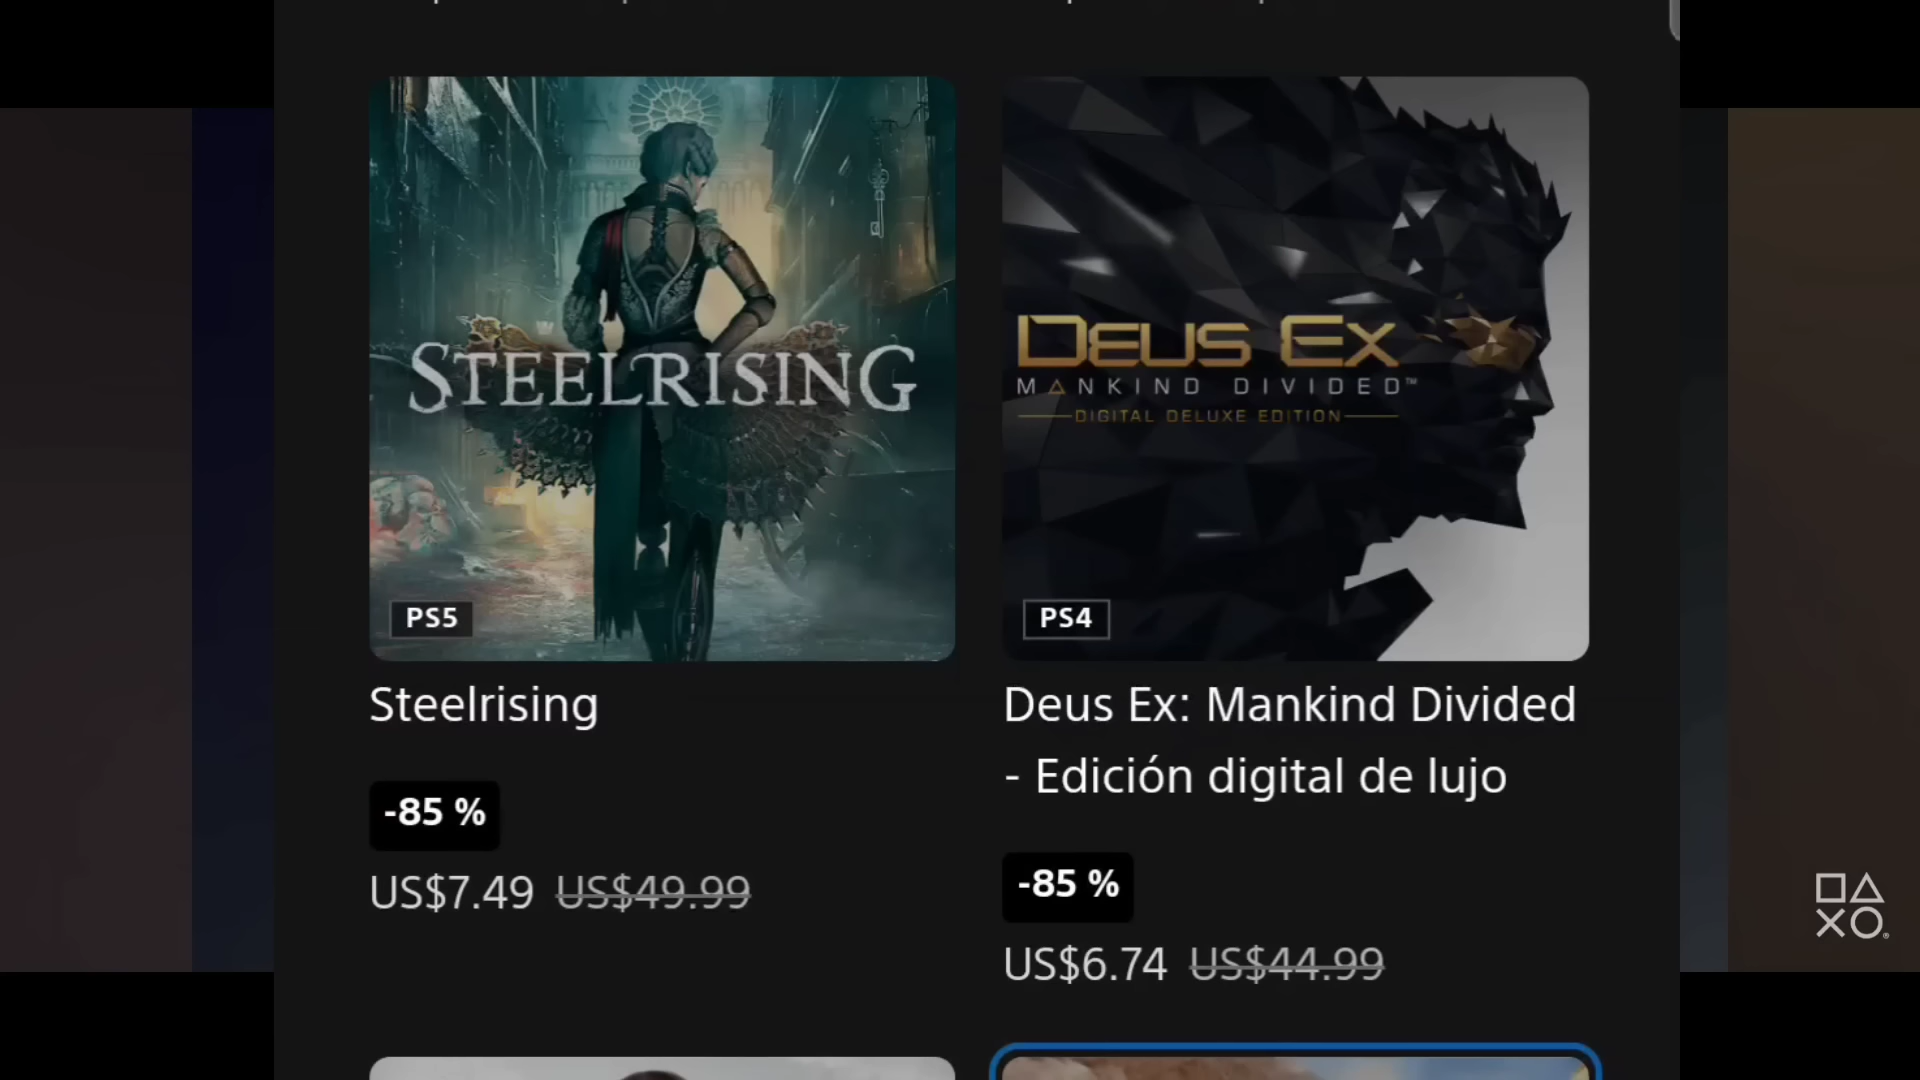 STEELRISING
PS5
Steelrising
-85 %
US$7.49 US$49.99
DEUS EX
MANKIND DIVIDED™
DIGITAL DELUXE EDITION
PS4
Deus Ex: Mankind Divided
- Edición digital de lujo
-85 %
US$6.74 US$44.99